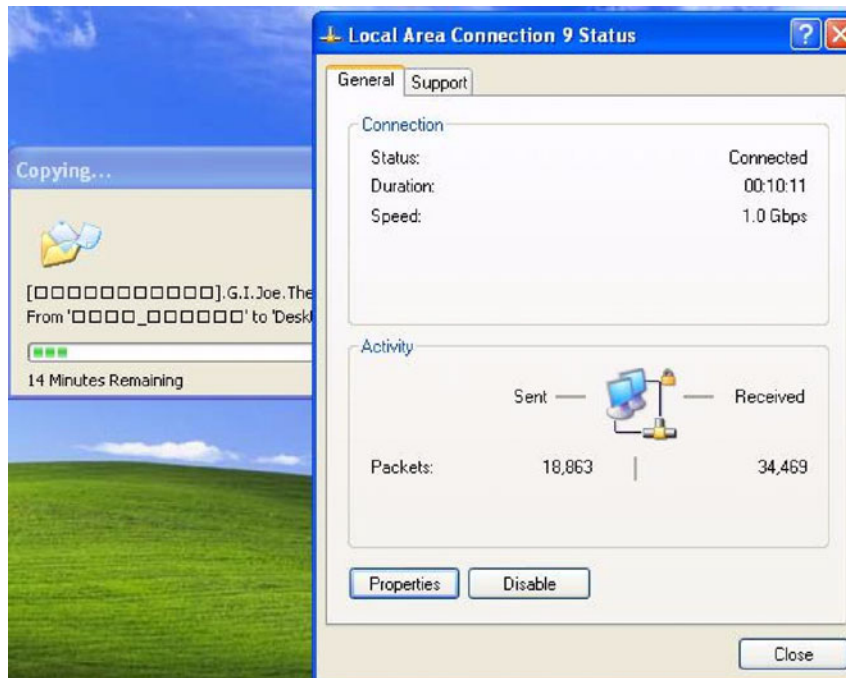 Copying...
[□□□□□□□□□□□].G.I.Joe.The
From '□□□□_□□□□□□' to 'Desk
14 Minutes Remaining
Local Area Connection 9 Status
General Support
Connection
Status: Connected
Duration: 00:10:11
Speed: 1.0 Gbps
Activity
Sent Received
Packets: 18,863 34,469
Properties Disable
Close